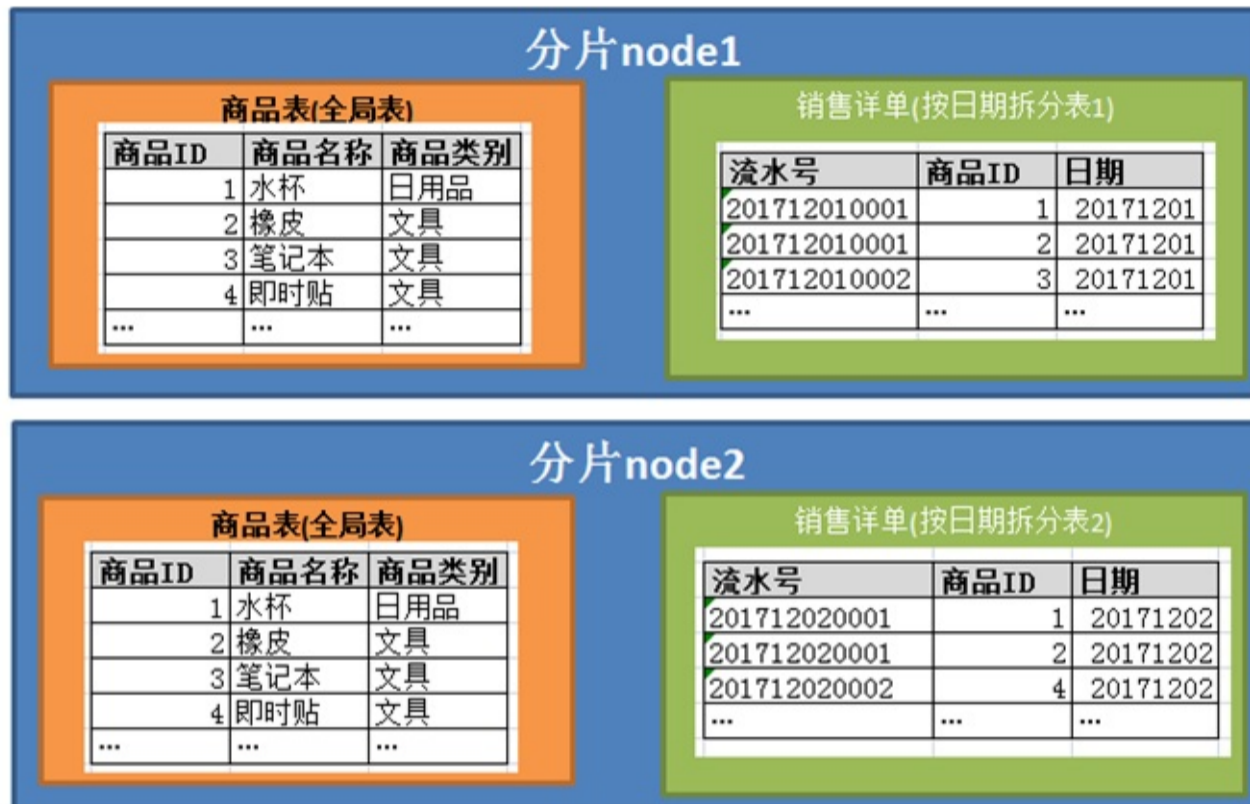 分片node1
商品表(全局表)
商品ID 商品名称 商品类别
1 水杯 日用品
2 橡皮 文具
3 笔记本 文具
4 即时贴 文具
... ... ...
销售详单(按日期拆分表1)
流水号 商品ID 日期
201712010001 1 20171201
201712010001 2 20171201
201712010002 3 20171201
... ... ...
分片node2
商品表(全局表)
商品ID 商品名称 商品类别
1 水杯 日用品
2 橡皮 文具
3 笔记本 文具
4 即时贴 文具
... ... ...
销售详单(按日期拆分表2)
流水号 商品ID 日期
201712020001 1 20171202
201712020001 2 20171202
201712020002 4 20171202
... ... ...